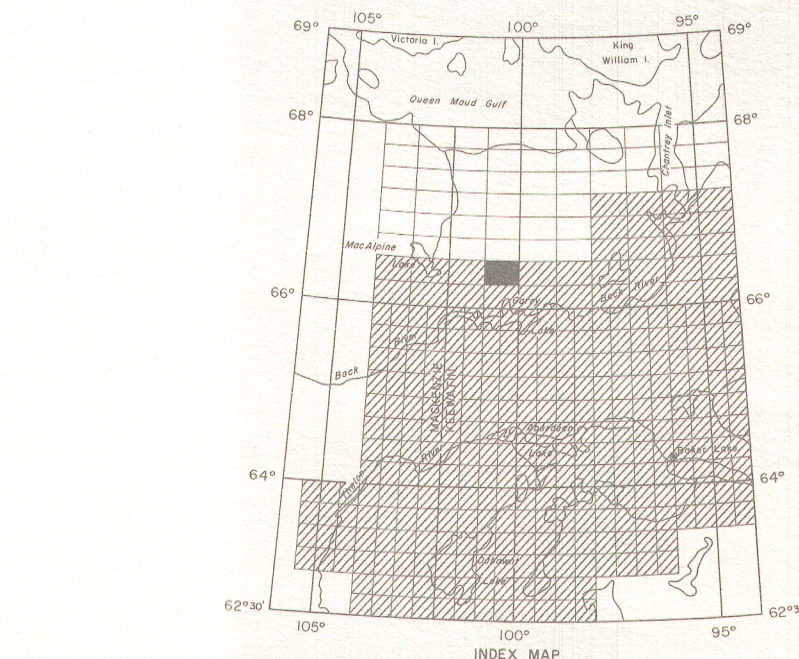 105° 100° 95°
69° 69°
Victoria I.
King
William I.
Queen Maud Gulf
68° 68°
Chantrey Inlet
MacAlpine
Lake
66° 66°
Garry
Lake
Back River
River
Back
MACKENZIE
KEEWATIN
Aberdeen
Lake
Baker Lake
River
Thelon
64° 64°
Dubawnt
Lake
62°30' 63°
105° 100° 95°
INDEX MAP